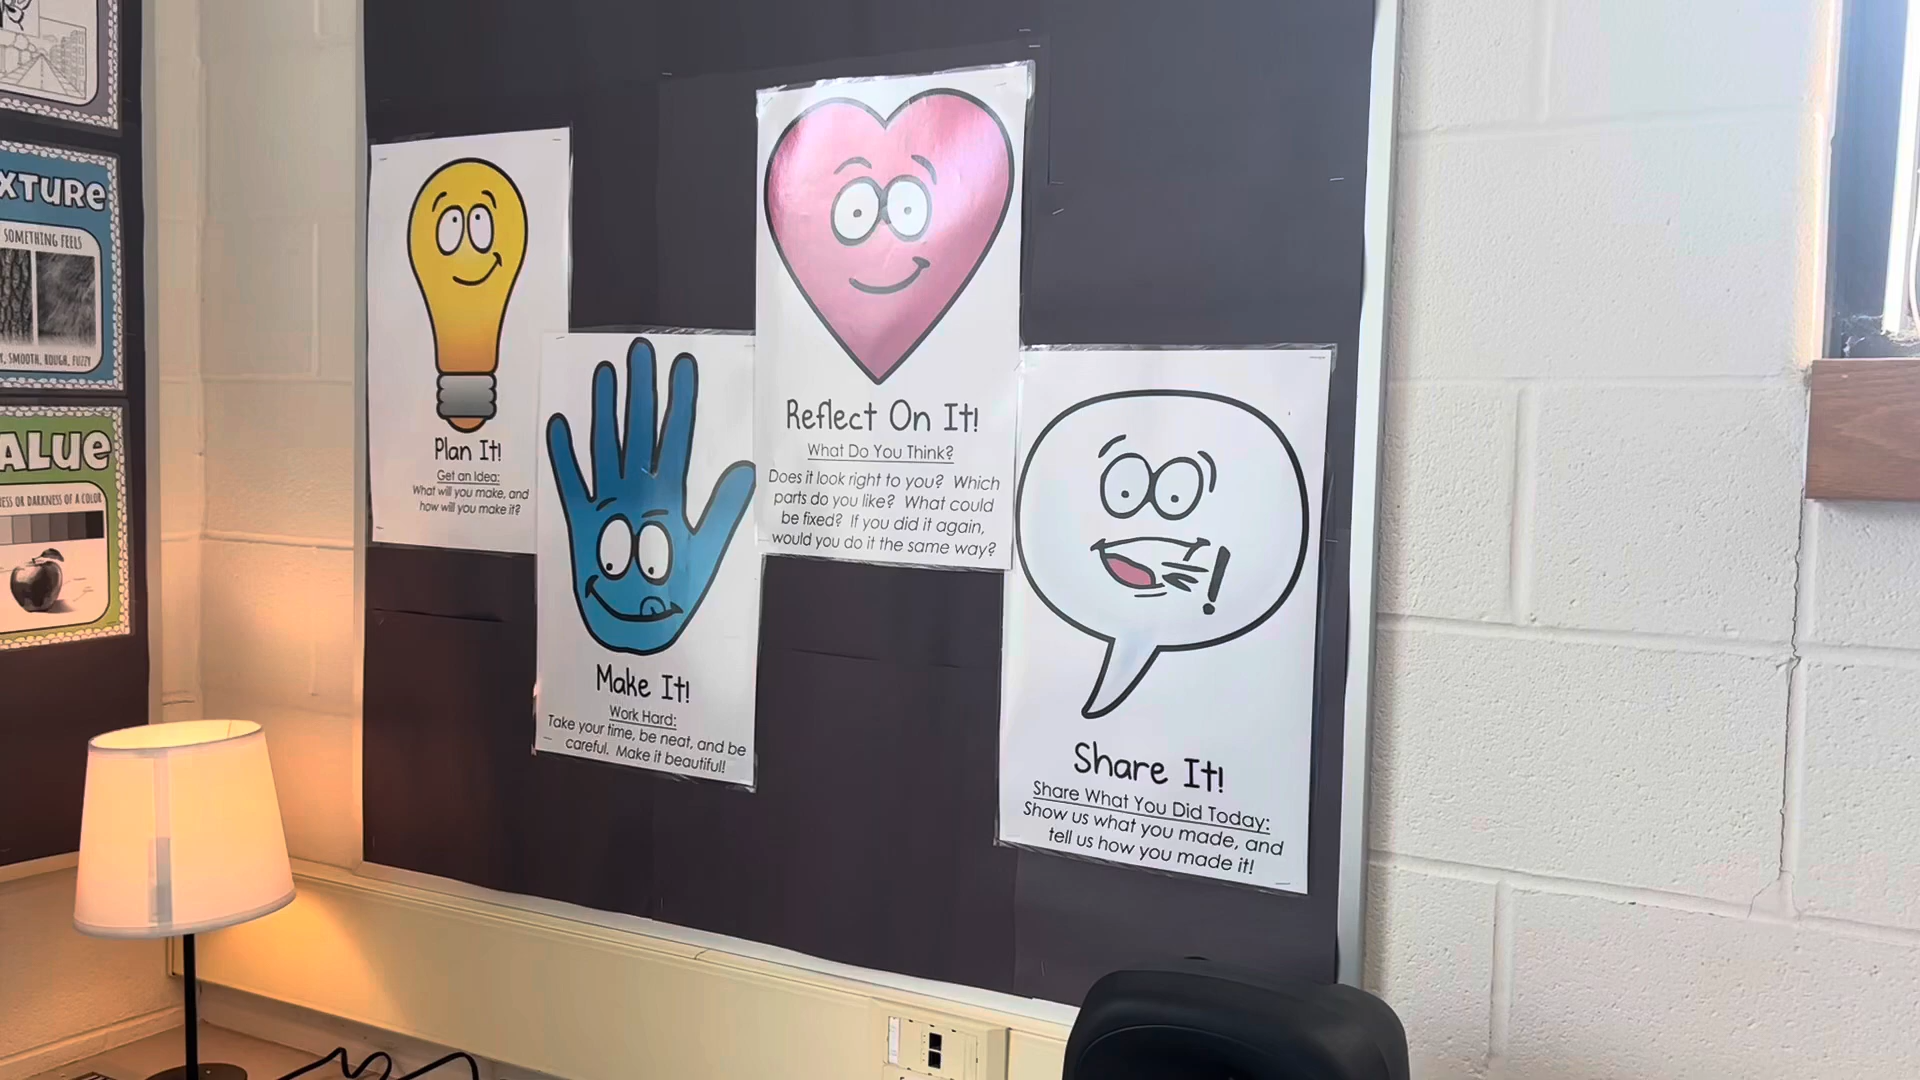 XTURE
SOMETHING FEELS
SMOOTH, ROUGH, FUZZY
ALUE
OR DARKNESS OF A COLOR
Plan It!
Get an Idea:
What will you make, and
how will you make it?
Make It!
Work Hard:
Take your time, be neat, and be
careful. Make it beautiful!
Reflect On It!
What Do You Think?
Does it look right to you? Which
parts do you like? What could
be fixed? If you did it again,
would you do it the same way?
!
Share It!
Share What You Did Today:
Show us what you made, and
tell us how you made it!